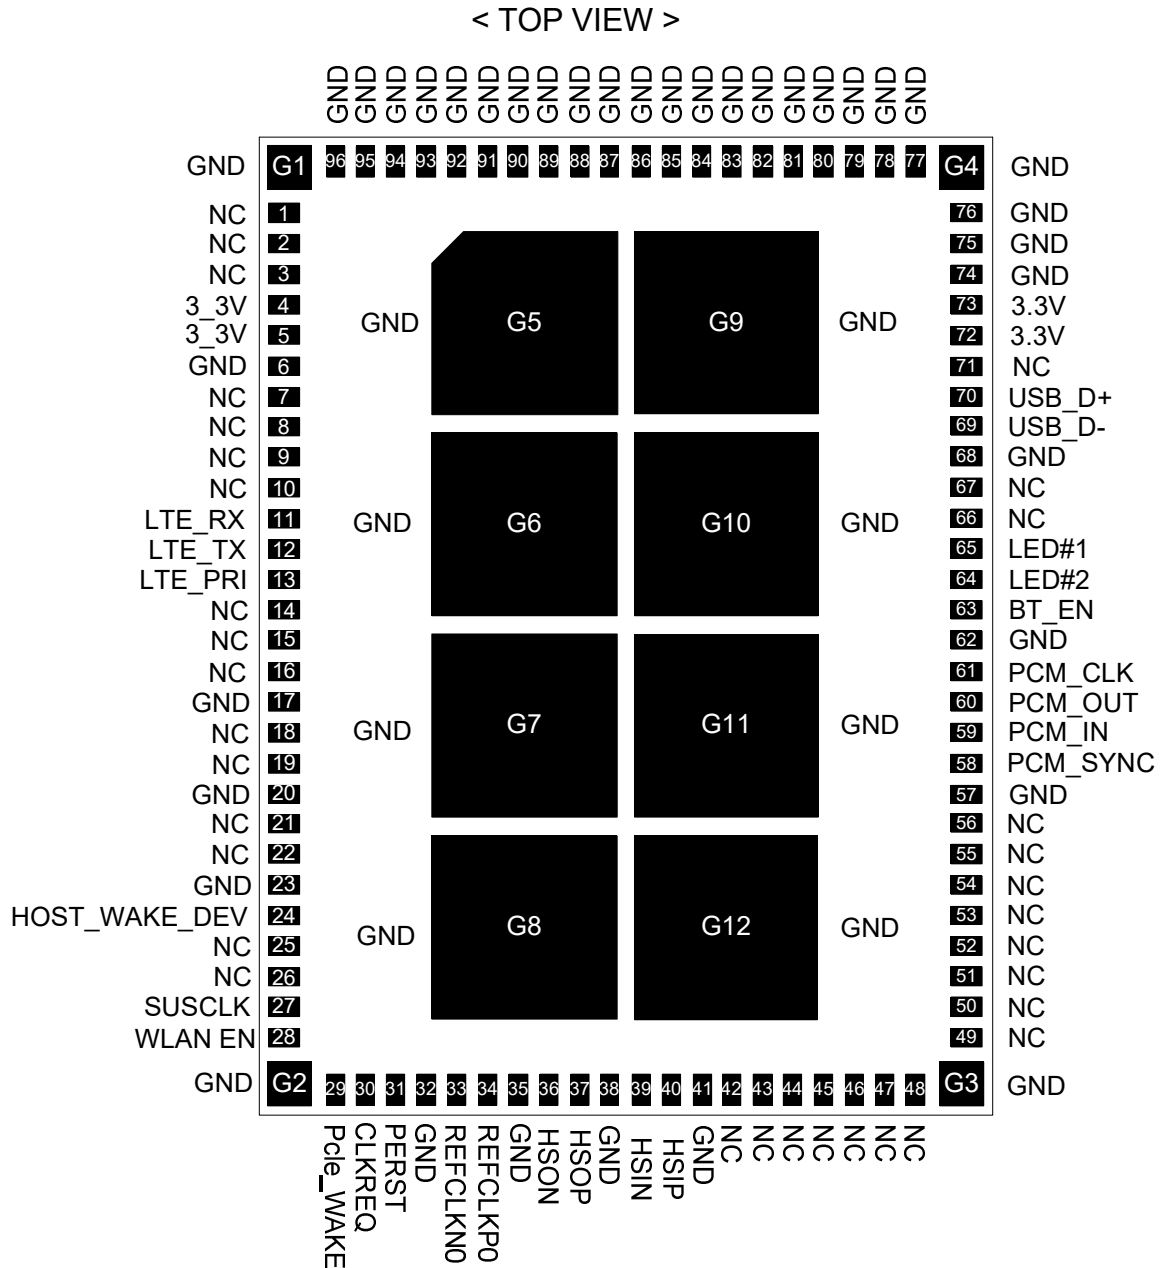 < TOP VIEW >
GND GND GND GND GND GND GND GND GND GND GND GND GND GND GND GND GND GND GND GND
GND G1 96 95 94 93 92 91 90 89 88 87 86 85 84 83 82 81 80 79 78 77 G4 GND
NC 1 76 GND
NC 2 75 GND
NC 3 74 GND
3_3V 4 73 3.3V
GND G5 G9 GND
3_3V 5 72 3.3V
GND 6 71 NC
NC 7 70 USB_D+
NC 8 69 USB_D-
NC 9 68 GND
NC 10 67 NC
LTE_RX 11 66 NC
GND G6 G10 GND
LTE_TX 12 65 LED#1
LTE_PRI 13 64 LED#2
NC 14 63 BT_EN
NC 15 62 GND
NC 16 61 PCM_CLK
GND 17 60 PCM_OUT
GND G7 G11 GND
NC 18 59 PCM_IN
NC 19 58 PCM_SYNC
GND 20 57 GND
NC 21 56 NC
NC 22 55 NC
GND 23 54 NC
HOST_WAKE_DEV 24 53 NC
GND G8 G12 GND
NC 25 52 NC
NC 26 51 NC
SUSCLK 27 50 NC
WLAN EN 28 49 NC
GND G2 29 30 31 32 33 34 35 36 37 38 39 40 41 42 43 44 45 46 47 48 G3 GND
PcIe_WAKE
CLKREQ
PERST
GND
REFCLKN0
REFCLKP0
GND
HSON
HSOP
GND
HSIN
HSIP
GND
NC
NC
NC
NC
NC
NC
NC